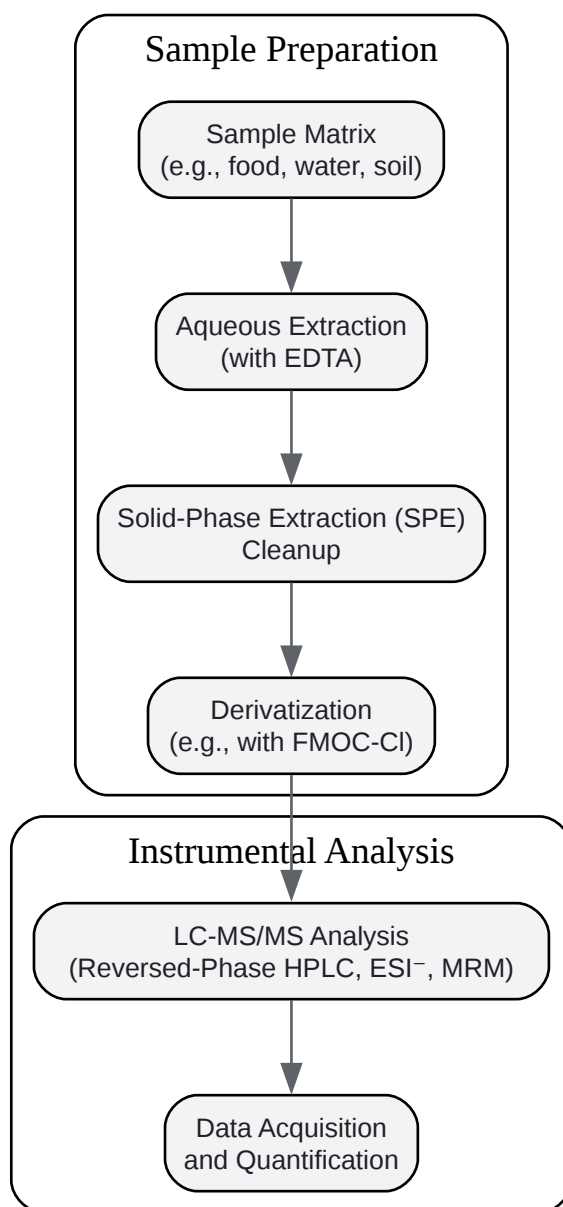 Sample Preparation
Sample Matrix
(e.g., food, water, soil)
Aqueous Extraction
(with EDTA)
Solid-Phase Extraction (SPE)
Cleanup
Derivatization
(e.g., with FMOC-Cl)
Instrumental Analysis
LC-MS/MS Analysis
(Reversed-Phase HPLC, ESI⁻, MRM)
Data Acquisition
and Quantification